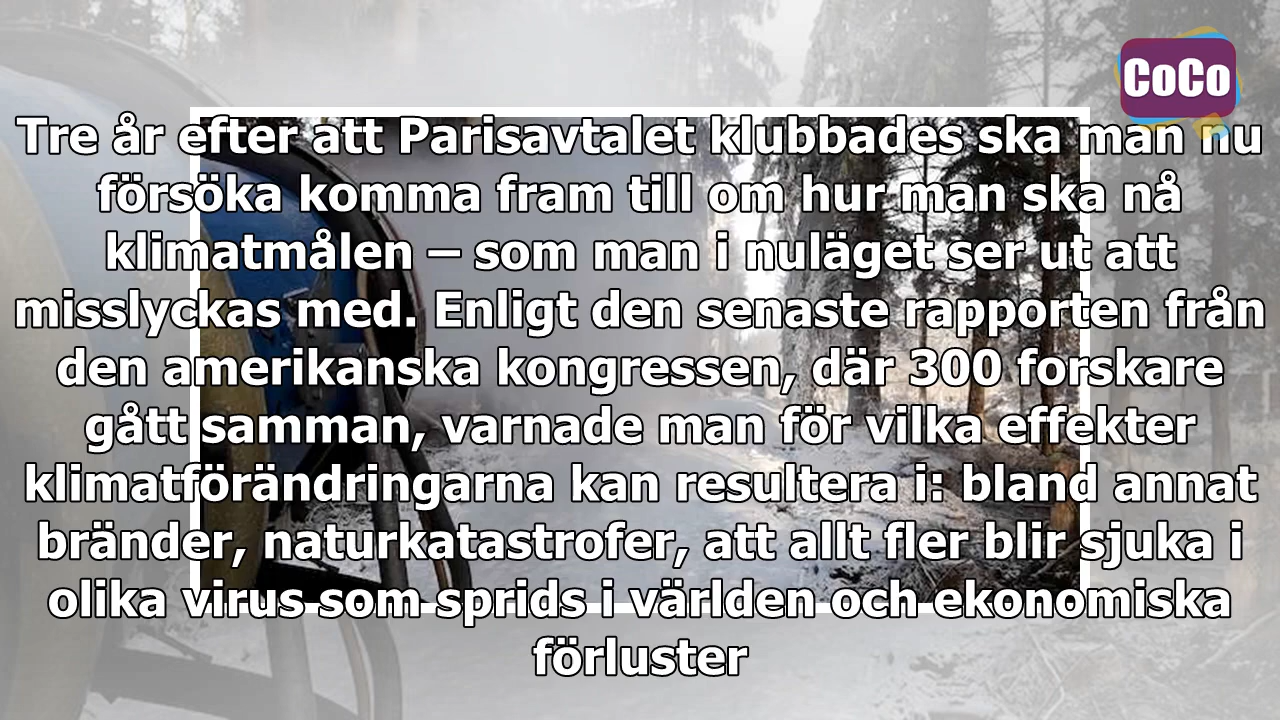 CoCo
Tre år efter att Parisavtalet klubbades ska man nu
försöka komma fram till om hur man ska nå
klimatmålen – som man i nuläget ser ut att
misslyckas med. Enligt den senaste rapporten från
den amerikanska kongressen, där 300 forskare
gått samman, varnade man för vilka effekter
klimatförändringarna kan resultera i: bland annat
bränder, naturkatastrofer, att allt fler blir sjuka i
olika virus som sprids i världen och ekonomiska
förluster